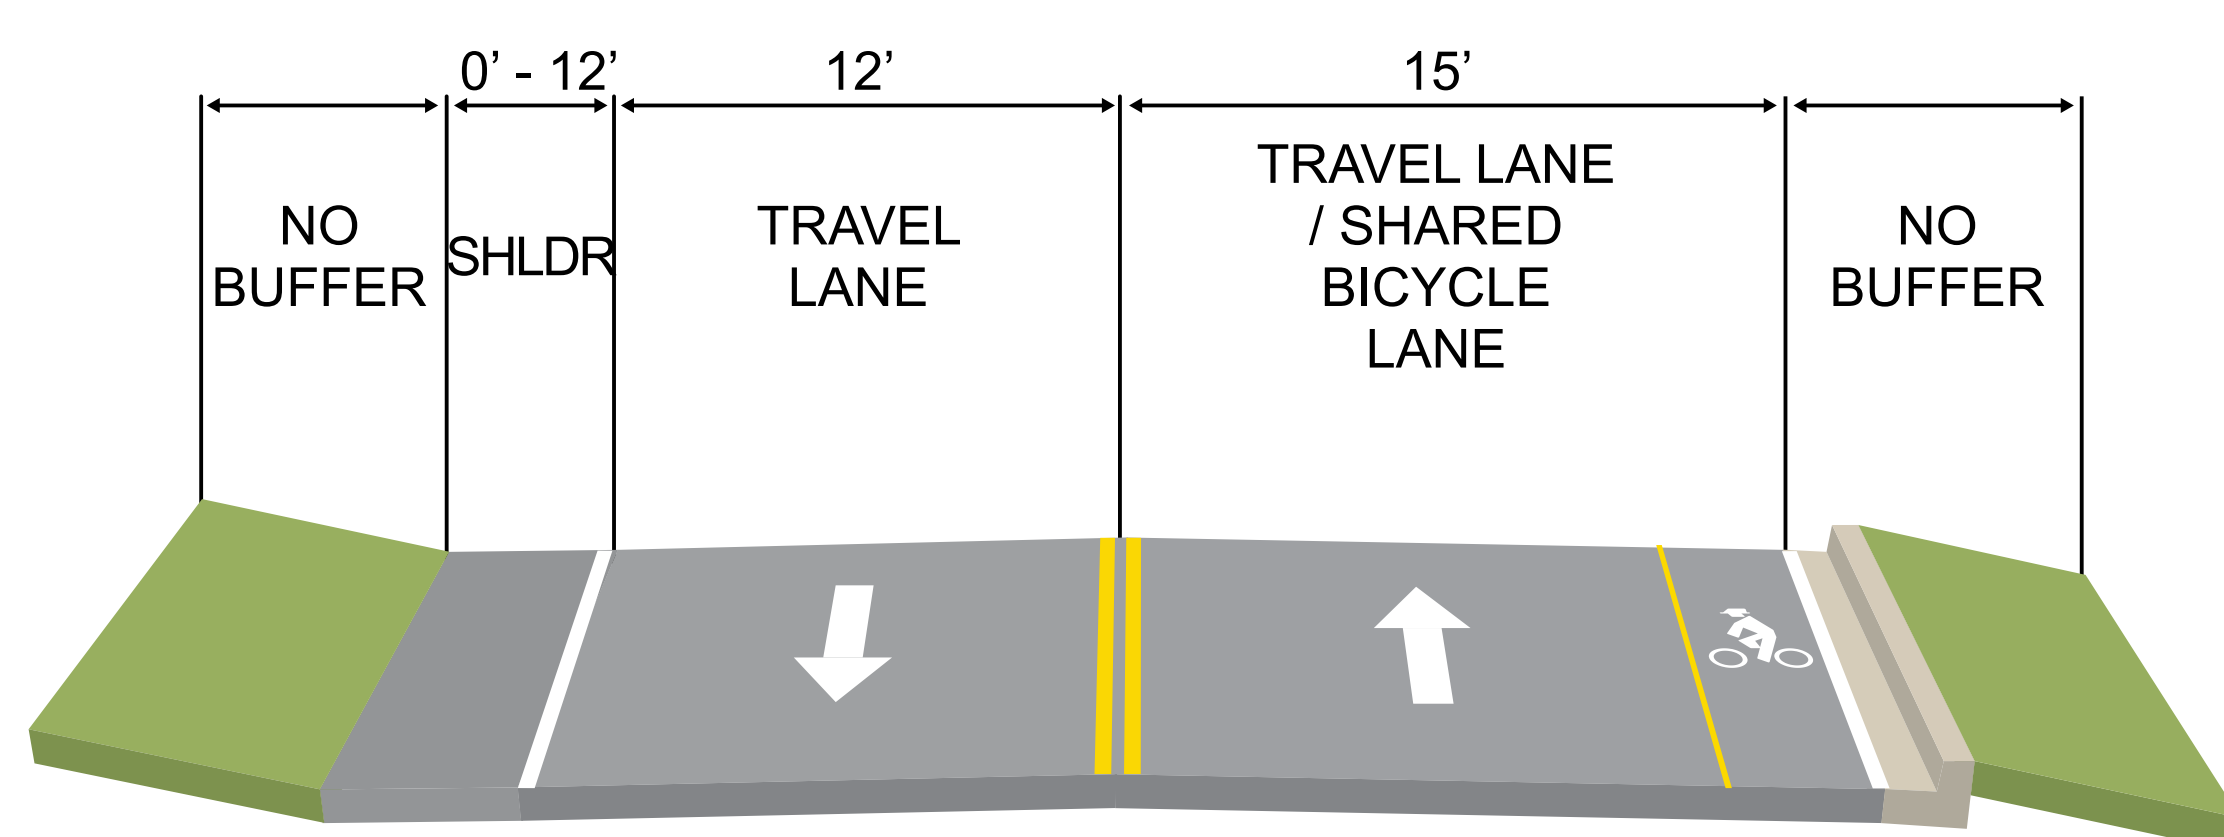 0’ - 12’
12’
15’
NO
BUFFER
SHLDR
TRAVEL
LANE
TRAVEL LANE
/ SHARED
BICYCLE
LANE
NO
BUFFER